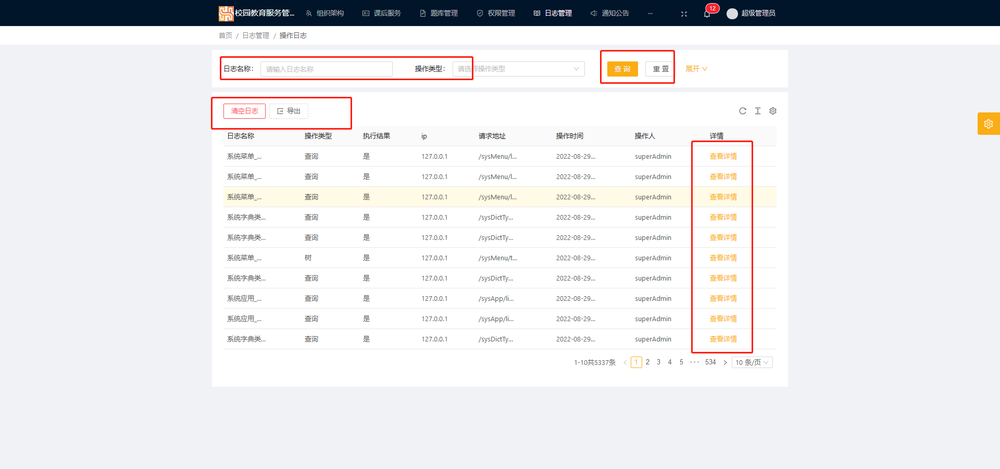 校园教育服务管... 组织架构 课后服务 题库管理 权限管理 日志管理 通知公告 ... 12 超级管理员
首页 / 日志管理 / 操作日志
日志名称: 请输入日志名称 操作类型: 请选择操作类型 查 询 重 置 展开
清空日志 导出
日志名称 操作类型 执行结果 ip 请求地址 操作时间 操作人 详情
系统菜单_... 查询 是 127.0.0.1 /sysMenu/l... 2022-08-29... superAdmin 查看详情
系统菜单_... 查询 是 127.0.0.1 /sysMenu/l... 2022-08-29... superAdmin 查看详情
系统菜单_... 查询 是 127.0.0.1 /sysMenu/l... 2022-08-29... superAdmin 查看详情
系统字典类... 查询 是 127.0.0.1 /sysDictTy... 2022-08-29... superAdmin 查看详情
系统字典类... 查询 是 127.0.0.1 /sysDictTy... 2022-08-29... superAdmin 查看详情
系统菜单_... 树 是 127.0.0.1 /sysMenu/t... 2022-08-29... superAdmin 查看详情
系统字典类... 查询 是 127.0.0.1 /sysDictTy... 2022-08-29... superAdmin 查看详情
系统应用_... 查询 是 127.0.0.1 /sysApp/li... 2022-08-29... superAdmin 查看详情
系统应用_... 查询 是 127.0.0.1 /sysApp/li... 2022-08-29... superAdmin 查看详情
系统字典类... 查询 是 127.0.0.1 /sysDictTy... 2022-08-29... superAdmin 查看详情
1-10共5337条 < 1 2 3 4 5 ••• 534 > 10 条/页